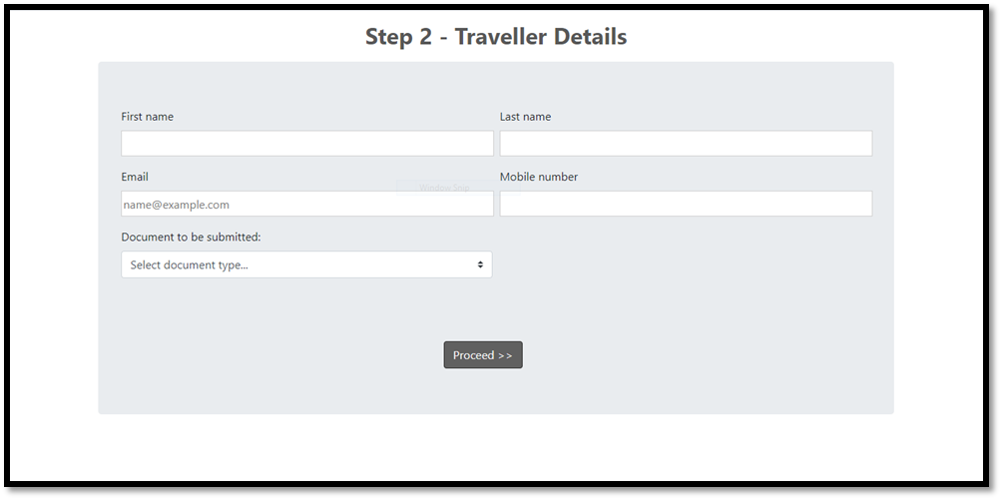 Step 2 - Traveller Details
First name
Last name
Email
Mobile number
Window Snip
name@example.com
Document to be submitted:
Select document type...
Proceed >>